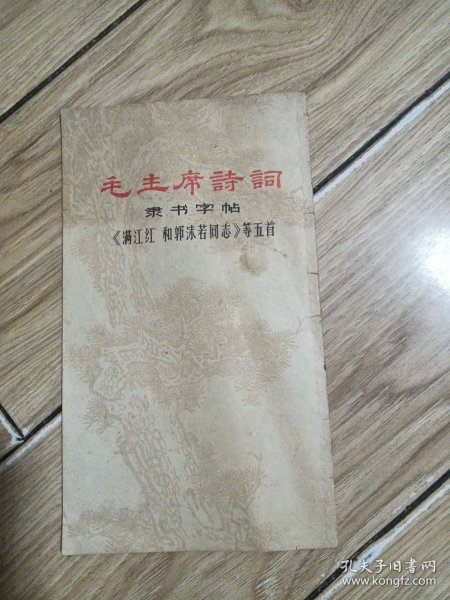 毛主席詩詞
隶书字帖
《满江红 和郭沫若同志》等五首
孔夫子旧书网
www.kongfz.com